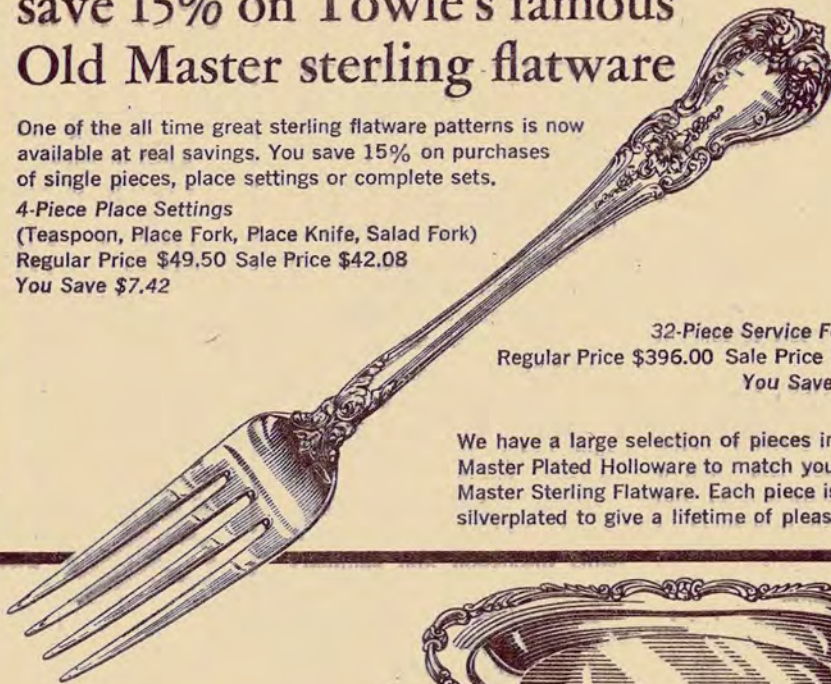 save 15% on Towle's famous
Old Master sterling flatware
One of the all time great sterling flatware patterns is now
available at real savings. You save 15% on purchases
of single pieces, place settings or complete sets.
4-Piece Place Settings
(Teaspoon, Place Fork, Place Knife, Salad Fork)
Regular Price $49.50 Sale Price $42.08
You Save $7.42
32-Piece Service
Regular Price $396.00 Sale Price
You Save
We have a large selection of pieces
Master Plated Holloware to match
Master Sterling Flatware. Each piece
silverplated to give a lifetime of